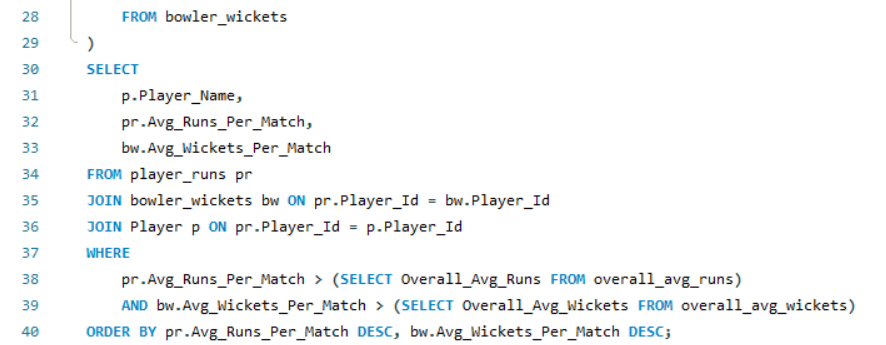 28 FROM bowler_wickets
29 )
30 SELECT
31 p.Player_Name,
32 pr.Avg_Runs_Per_Match,
33 bw.Avg_Wickets_Per_Match
34 FROM player_runs pr
35 JOIN bowler_wickets bw ON pr.Player_Id = bw.Player_Id
36 JOIN Player p ON pr.Player_Id = p.Player_Id
37 WHERE
38 pr.Avg_Runs_Per_Match > (SELECT Overall_Avg_Runs FROM overall_avg_runs)
39 AND bw.Avg_Wickets_Per_Match > (SELECT Overall_Avg_Wickets FROM overall_avg_wickets)
40 ORDER BY pr.Avg_Runs_Per_Match DESC, bw.Avg_Wickets_Per_Match DESC;